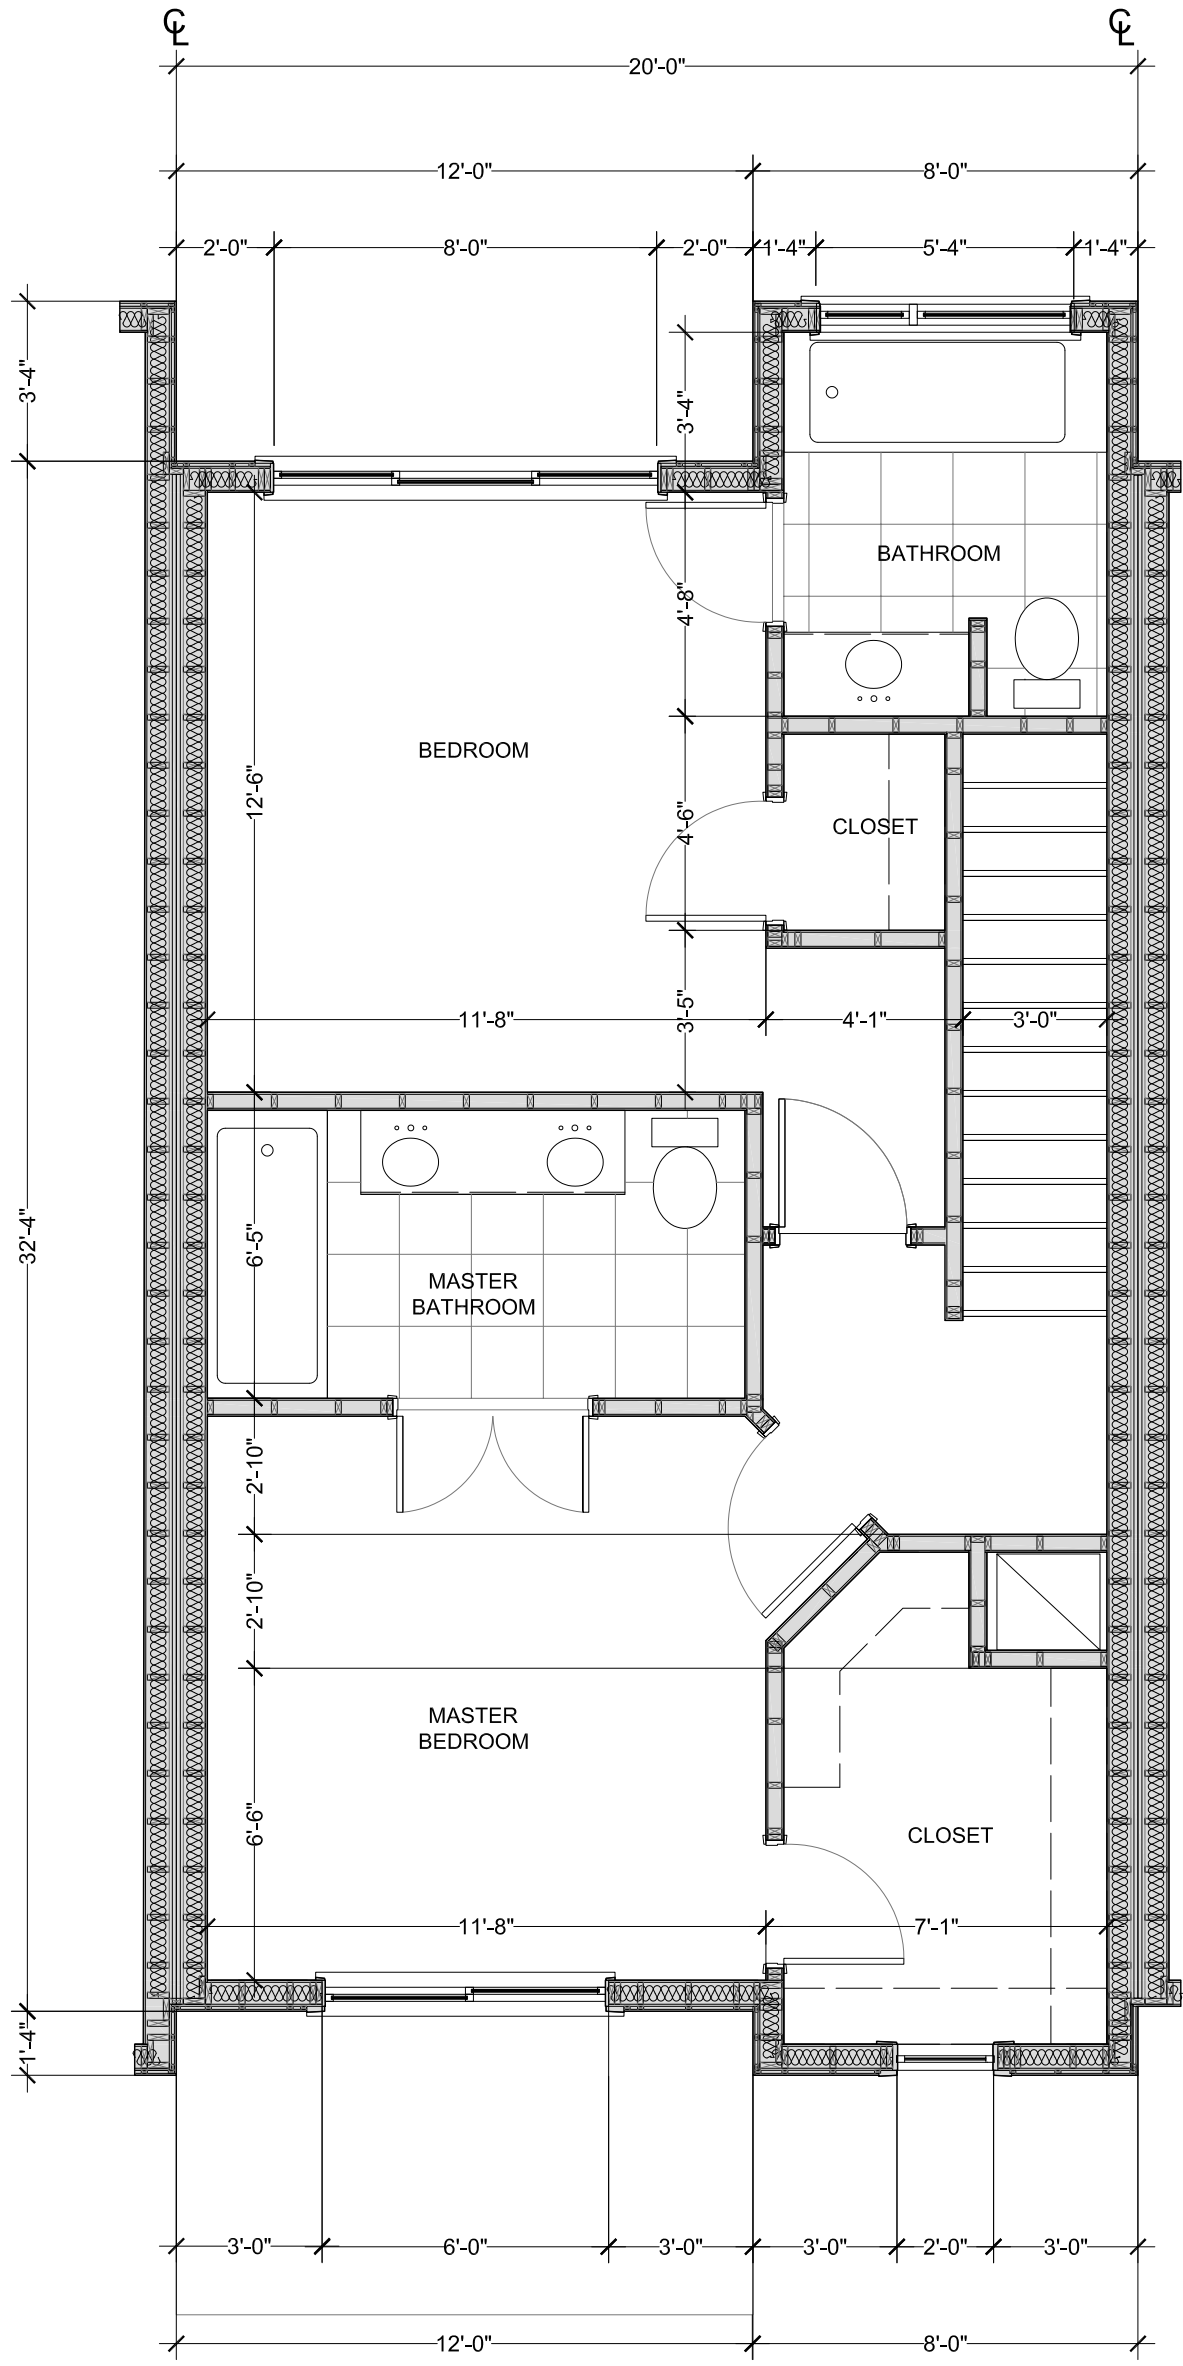 ℄ ℄
20'-0"
12'-0" 8'-0"
2'-0" 8'-0" 2'-0" 1'-4" 5'-4" 1'-4"
3'-4"
3'-4"
BATHROOM
4'-8"
BEDROOM
12'-6"
4'-6"
CLOSET
3'-5"
11'-8" 4'-1" 3'-0"
32'-4"
6'-5"
MASTER
BATHROOM
2'-10"
2'-10"
MASTER
BEDROOM
6'-6"
CLOSET
11'-8" 7'-1"
1'-4"
3'-0" 6'-0" 3'-0" 3'-0" 2'-0" 3'-0"
12'-0" 8'-0"